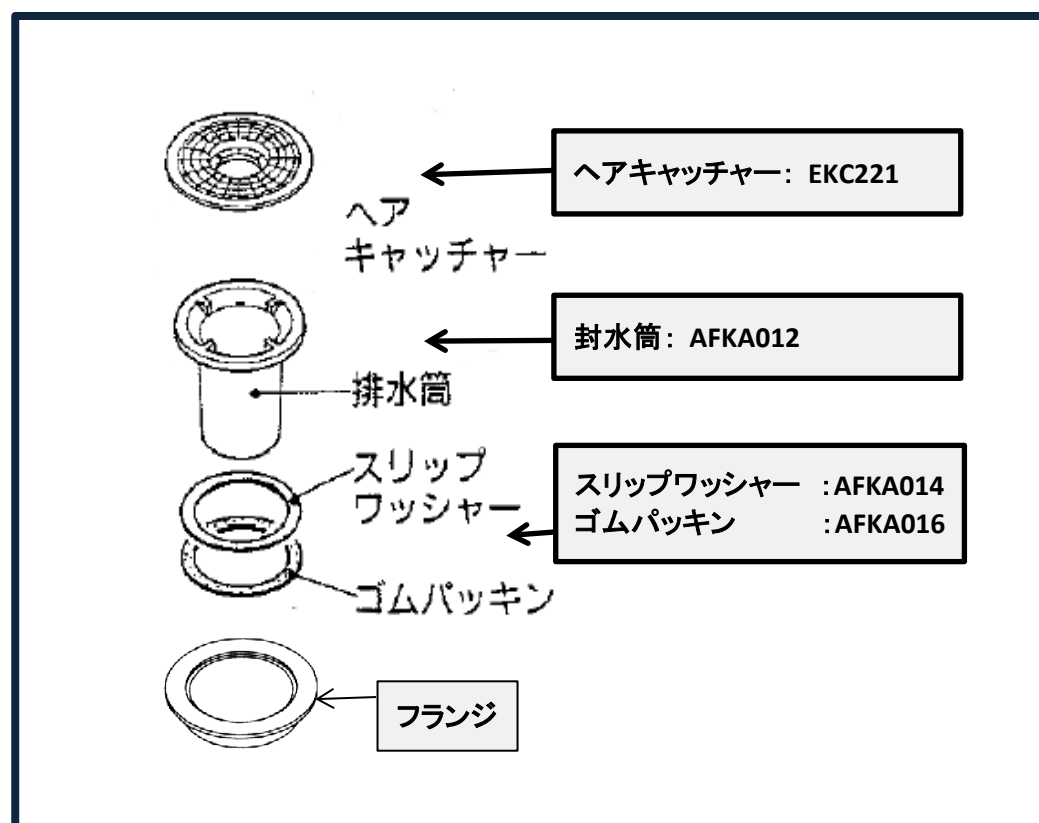 ヘアキャッチャー： EKC221
ヘア
キャッチャー
封水筒： AFKA012
排水筒
スリップ
ワッシャー
スリップワッシャー ：AFKA014
ゴムパッキン ：AFKA016
ゴムパッキン
フランジ